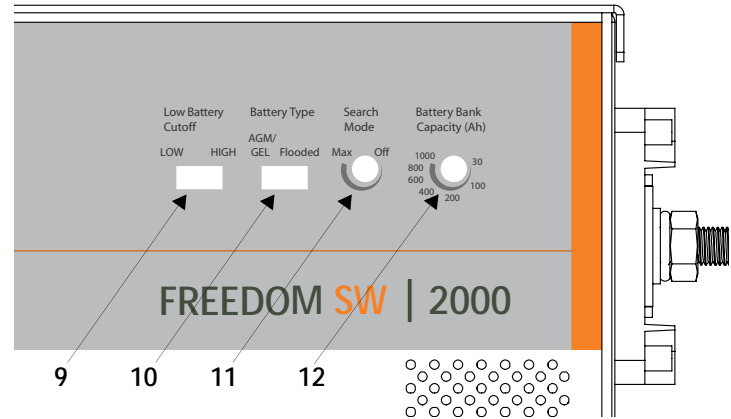 Low Battery Cutoff
Battery Type
Search Mode
Battery Bank Capacity (Ah)
LOW HIGH
AGM/ GEL Flooded
Max Off
1000 30
800
600 100
400 200
FREEDOM SW | 2000
9 10 11 12